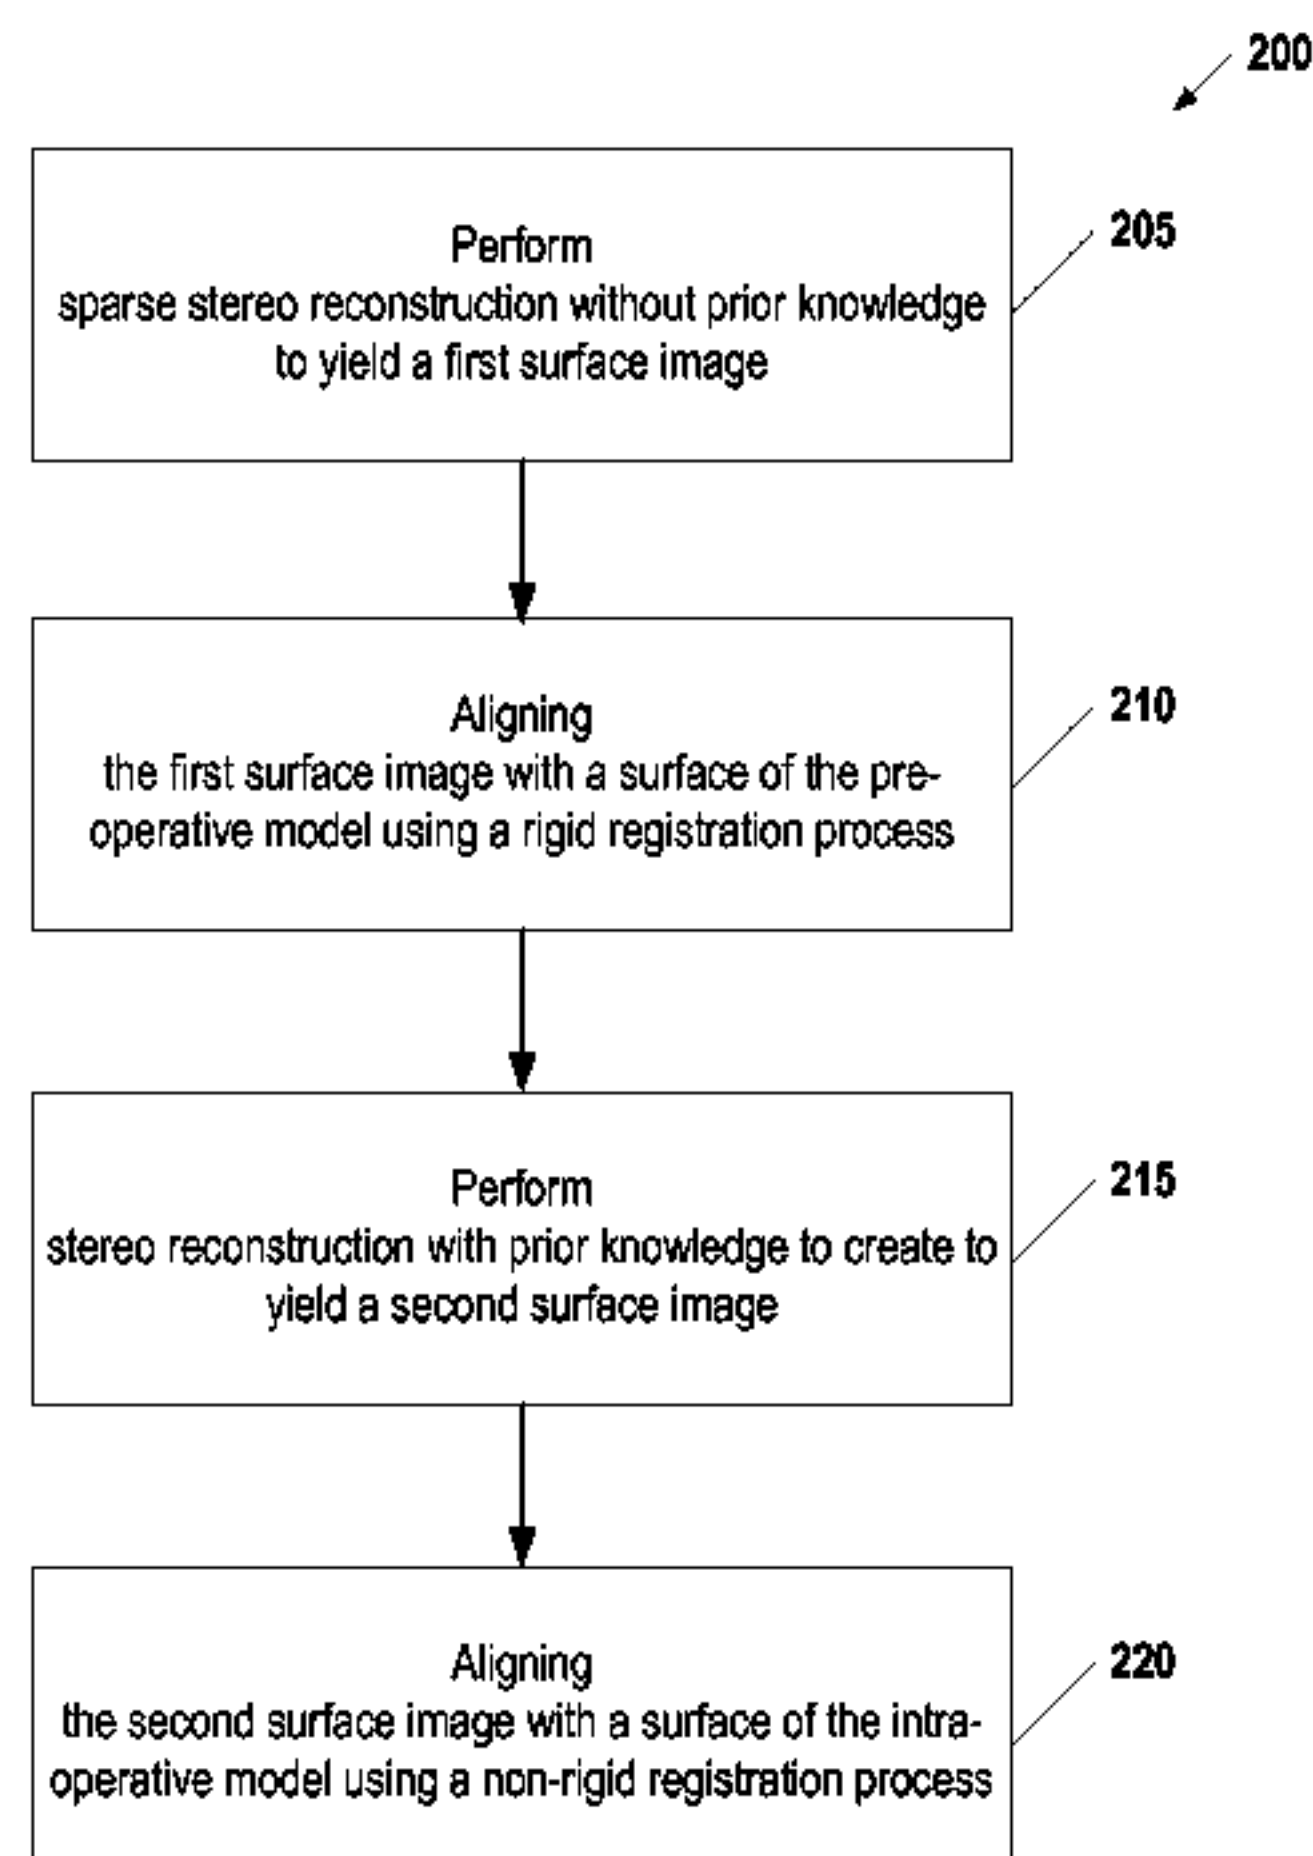 200
Perform
sparse stereo reconstruction without prior knowledge
to yield a first surface image
205
Aligning
the first surface image with a surface of the pre-
operative model using a rigid registration process
210
Perform
stereo reconstruction with prior knowledge to create to
yield a second surface image
215
Aligning
the second surface image with a surface of the intra-
operative model using a non-rigid registration process
220